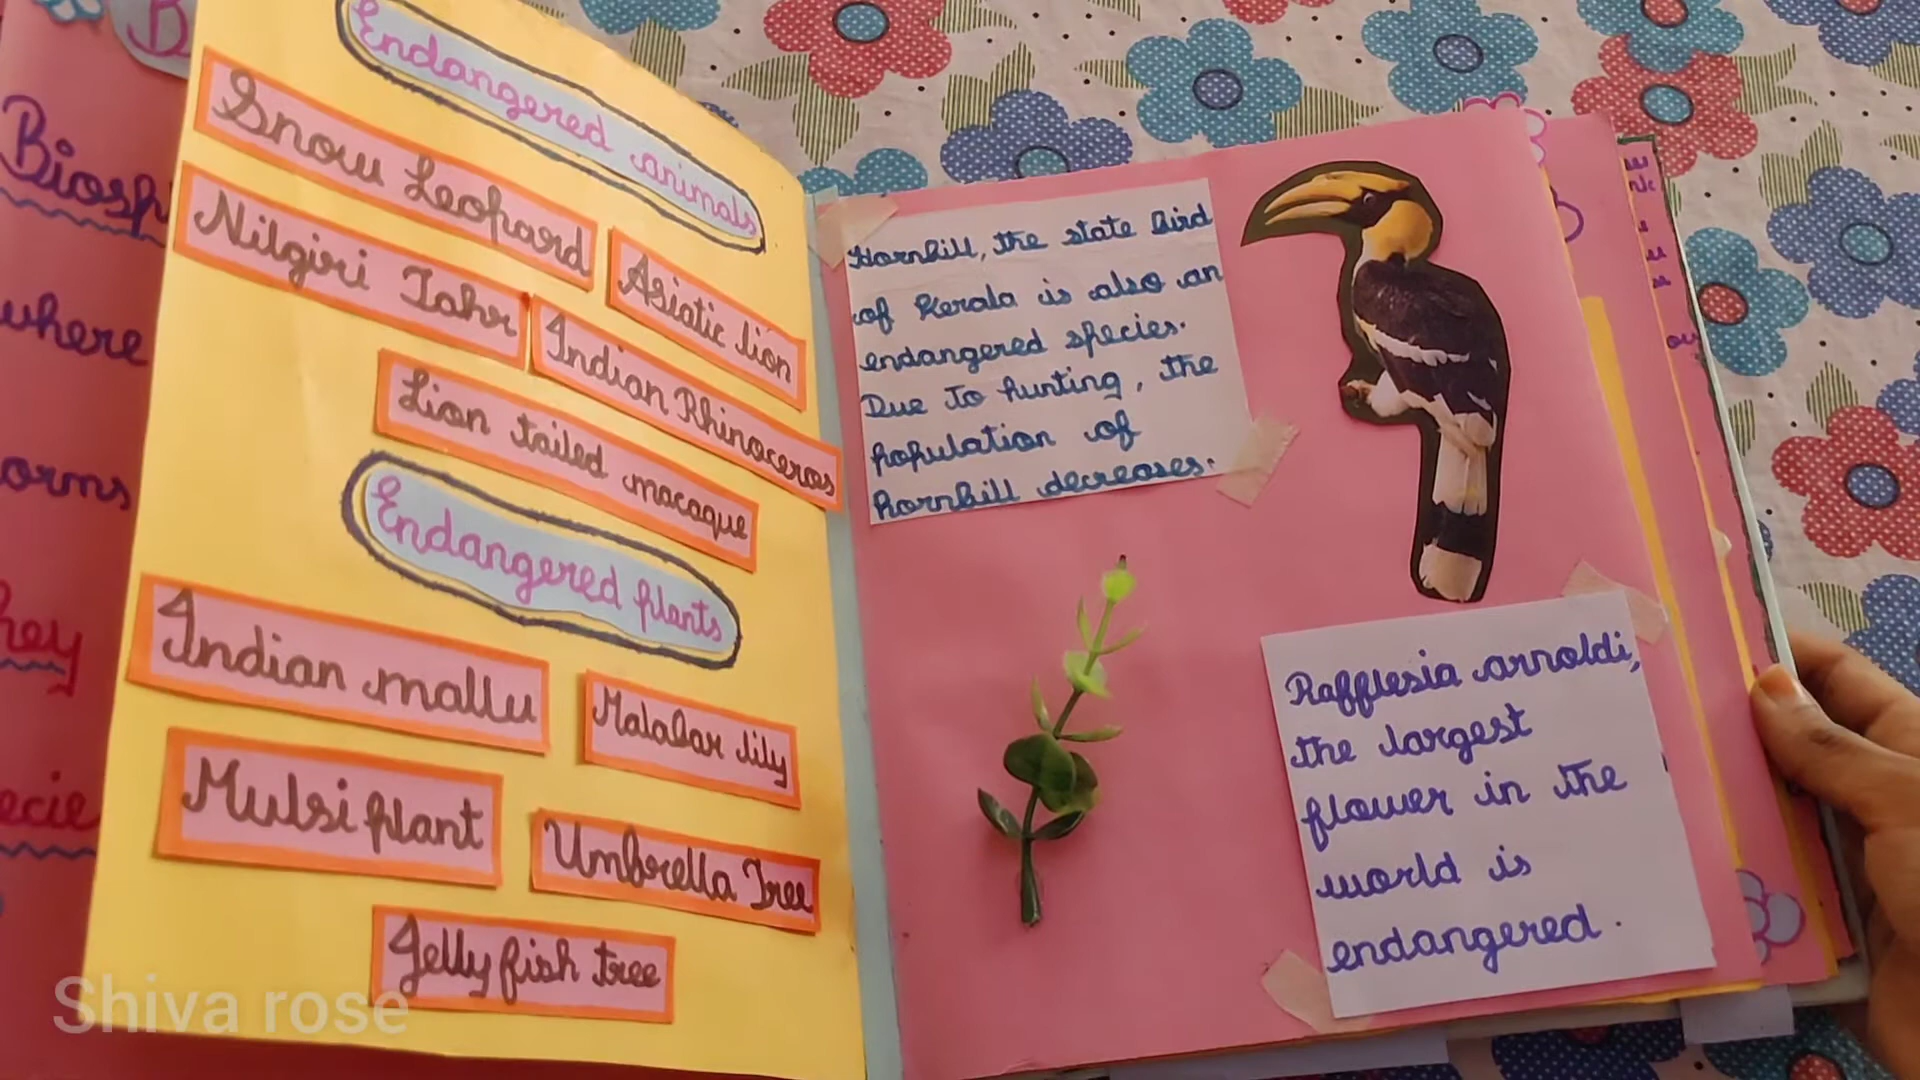 B
Biosph
where
orms
hey
ecie
Endangered animals
Snow Leopard
Asiatic lion
Nilgiri Tahr
Indian Rhinoceros
Lion tailed macaque
Endangered plants
Indian mallu
Malabar lily
Mulsi plant
Umbrella Tree
Jelly fish tree
Hornbill, the state bird
of Kerala is also an
endangered species.
Due to hunting, the
population of
hornbill decreases.
Rafflesia arnoldi,
the largest
flower in the
world is
endangered.
Shiva rose